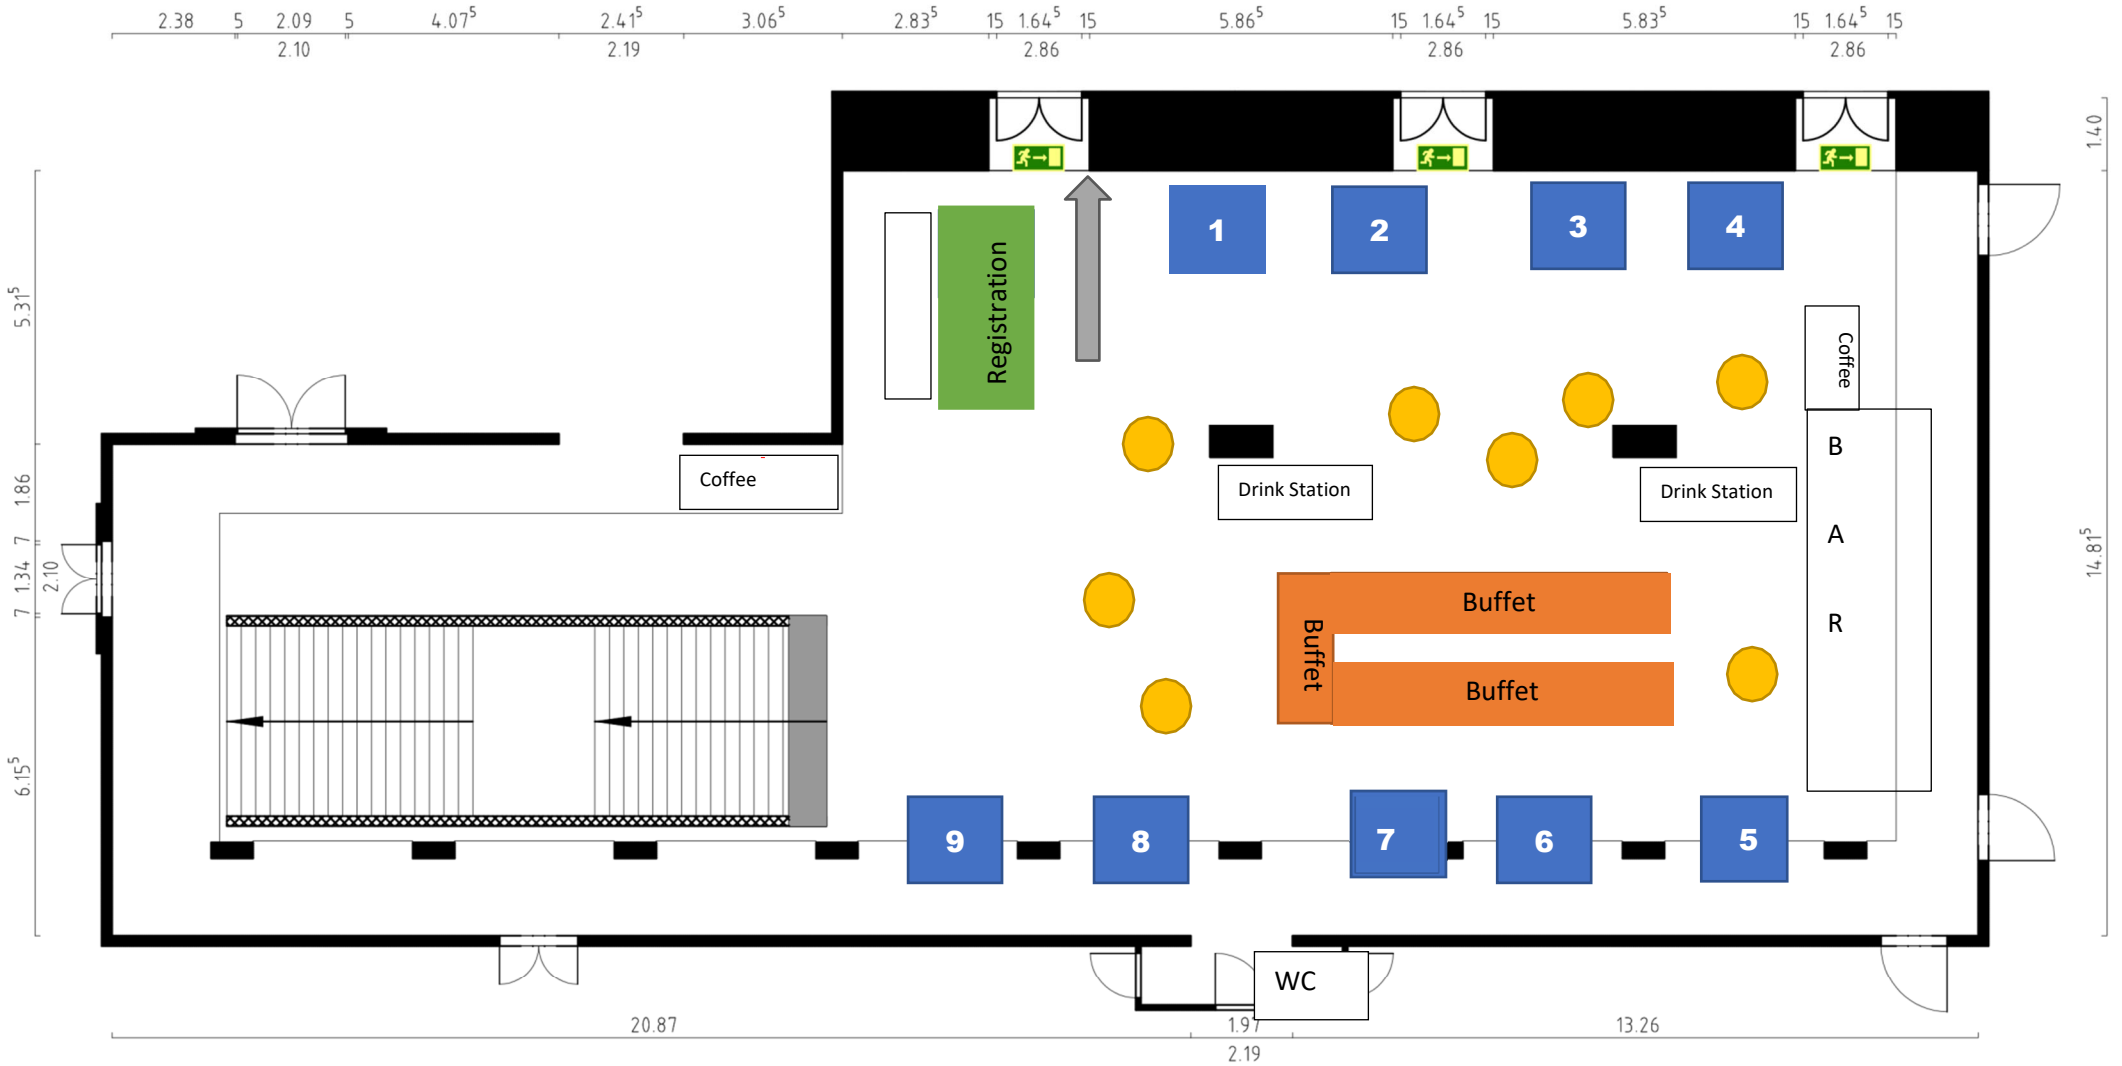 2.38 5 2.09 5 4.07⁵ 2.41⁵ 3.06⁵ 2.83⁵ 15 1.64⁵ 15 5.86⁵ 15 1.64⁵ 15 5.83⁵ 15 1.64⁵ 15
2.10 2.19 2.86 2.86 2.86
1.40
5.31⁵
1 2 3 4
Registration
Coffee
B
Coffee
Drink Station
Drink Station
1.86
A
7
1.34
2.10
7
14.81⁵
Buffet
R
Buffet
Buffet
6.15⁵
9 8 7 6 5
WC
20.87 1.97 13.26
2.19